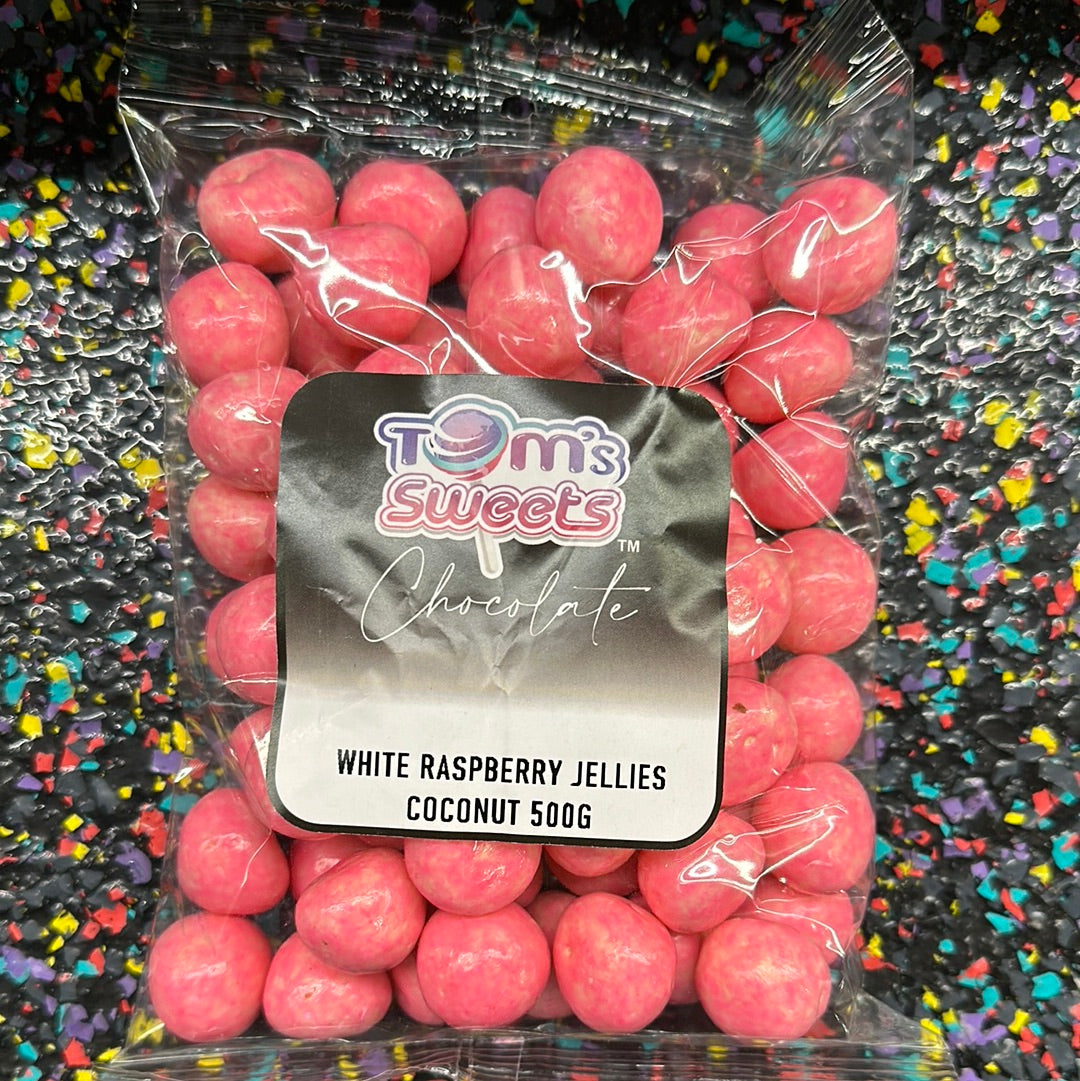 Tom's
Sweets
TM
Chocolate
WHITE RASPBERRY JELLIES
COCONUT 500G